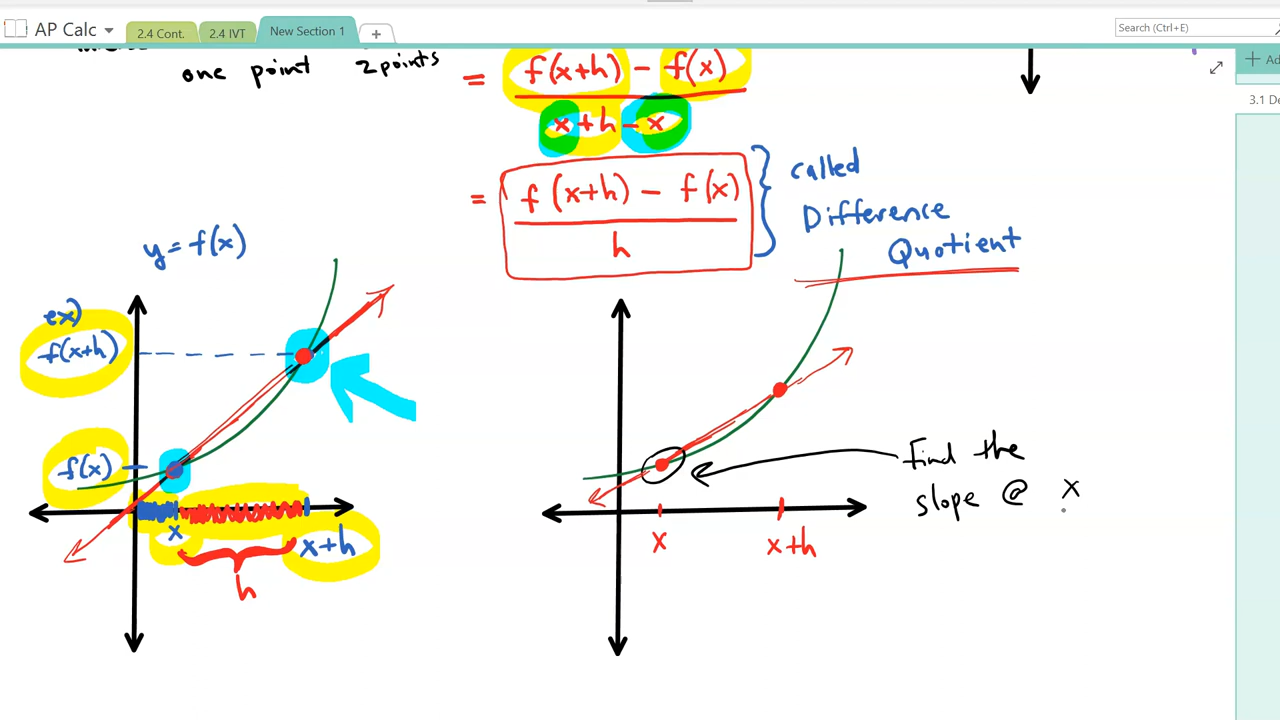 AP Calc
2.4 Cont.
2.4 IVT
New Section 1
+
Search (Ctrl+E)
one point
2 points
= f(x+h) - f(x)
x+h - x
= f(x+h) - f(x)
h
called
Difference
Quotient
y = f(x)
ex)
f(x+h)
f(x)
x
x+h
h
x
x+h
Find the
slope @ x
+ Ad
3.1 De